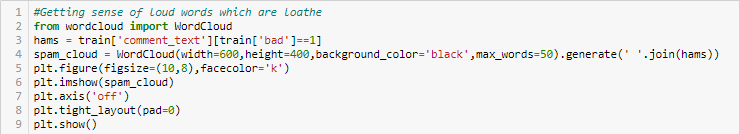 1 #Getting sense of loud words which are loathe
2 from wordcloud import WordCloud
3 hams = train['comment_text'][train['bad']==1]
4 spam_cloud = WordCloud(width=600,height=400,background_color='black',max_words=50).generate(' '.join(hams))
5 plt.figure(figsize=(10,8),facecolor='k')
6 plt.imshow(spam_cloud)
7 plt.axis('off')
8 plt.tight_layout(pad=0)
9 plt.show()